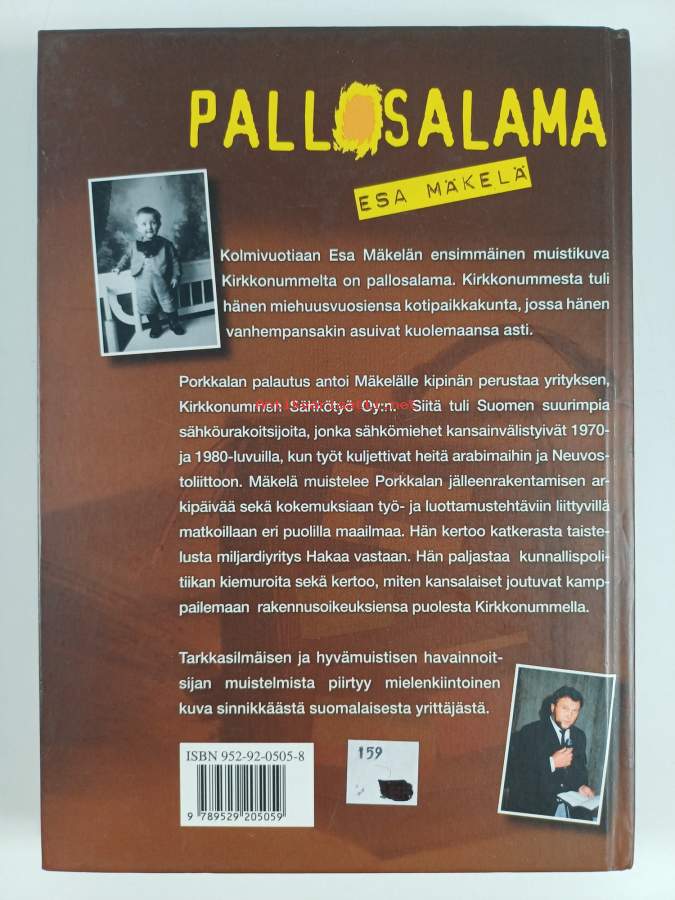 PALLOSALAMA
ESA MÄKELÄ
Kolmivuotiaan Esa Mäkelän ensimmäinen muistikuva
Kirkkonummelta on pallosalama. Kirkkonummesta tuli
hänen miehuusvuosiensa kotipaikkakunta, jossa hänen
vanhempansakin asuivat kuolemaansa asti.
Porkkalan palautus antoi Mäkelälle kipinän perustaa yrityksen,
Kirkkonummen Sähkötyö Oy:n. Siitä tuli Suomen suurimpia
sähköurakoitsijoita, jonka sähkömiehet kansainvälistyivät 1970-
ja 1980-luvuilla, kun työt kuljettivat heitä arabimaihin ja Neuvos-
toliittoon. Mäkelä muistelee Porkkalan jälleenrakentamisen ar-
kipäivää sekä kokemuksiaan työ- ja luottamustehtäviin liittyvillä
matkoillaan eri puolilla maailmaa. Hän kertoo katkerasta taiste-
lusta miljardiyritys Hakaa vastaan. Hän paljastaa kunnallispoli-
tiikan kiemuroita sekä kertoo, miten kansalaiset joutuvat kamp-
pailemaan rakennusoikeuksiensa puolesta Kirkkonummella.
Tarkkasilmäisen ja hyvämuistisen havainnoit-
sijan muistelmista piirtyy mielenkiintoinen
kuva sinnikkäästä suomalaisesta yrittäjästä.
ISBN 952-92-0505-8
159
9 789529 205059